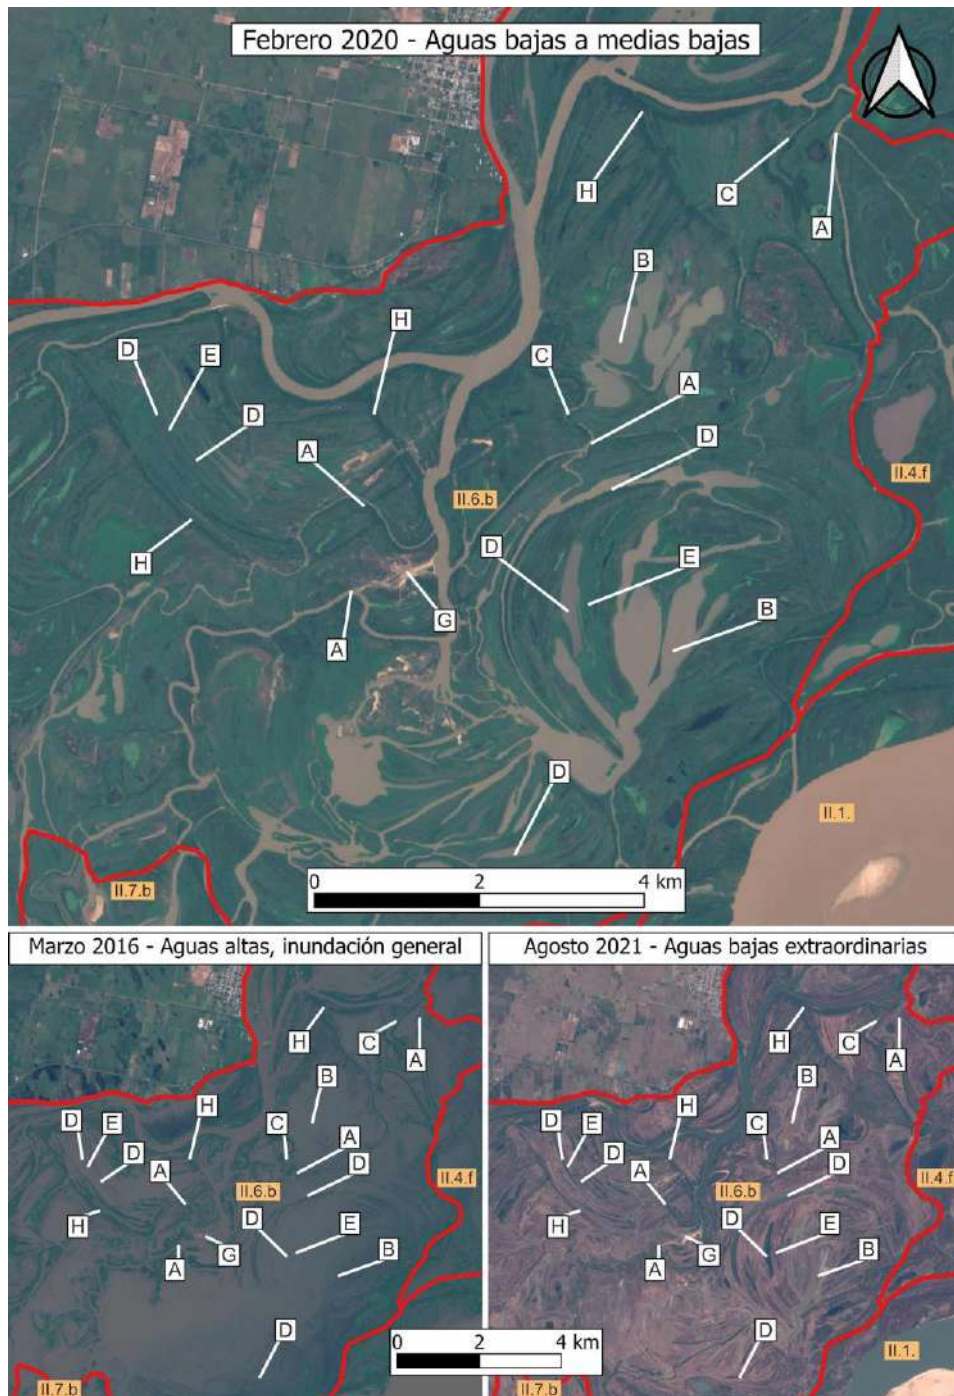 Febrero 2020 - Aguas bajas a medias bajas
H
C
A
B
H
D
E
C
A
D
D
A
II.4.f
II.6.b
D
E
H
B
G
A
D
II.1.
II.7.b
0 2 4 km
Marzo 2016 - Aguas altas, inundación general
H
C
A
B
D
E
H
C
A
D
A
D
II.4.f
II.6.b
H
D
E
G
A
B
D
II.7.b
0 2 4 km
Agosto 2021 - Aguas bajas extraordinarias
H
C
A
B
D
E
H
C
A
D
A
D
II.4.f
II.6.b
H
D
E
G
A
B
D
II.1.
II.7.b